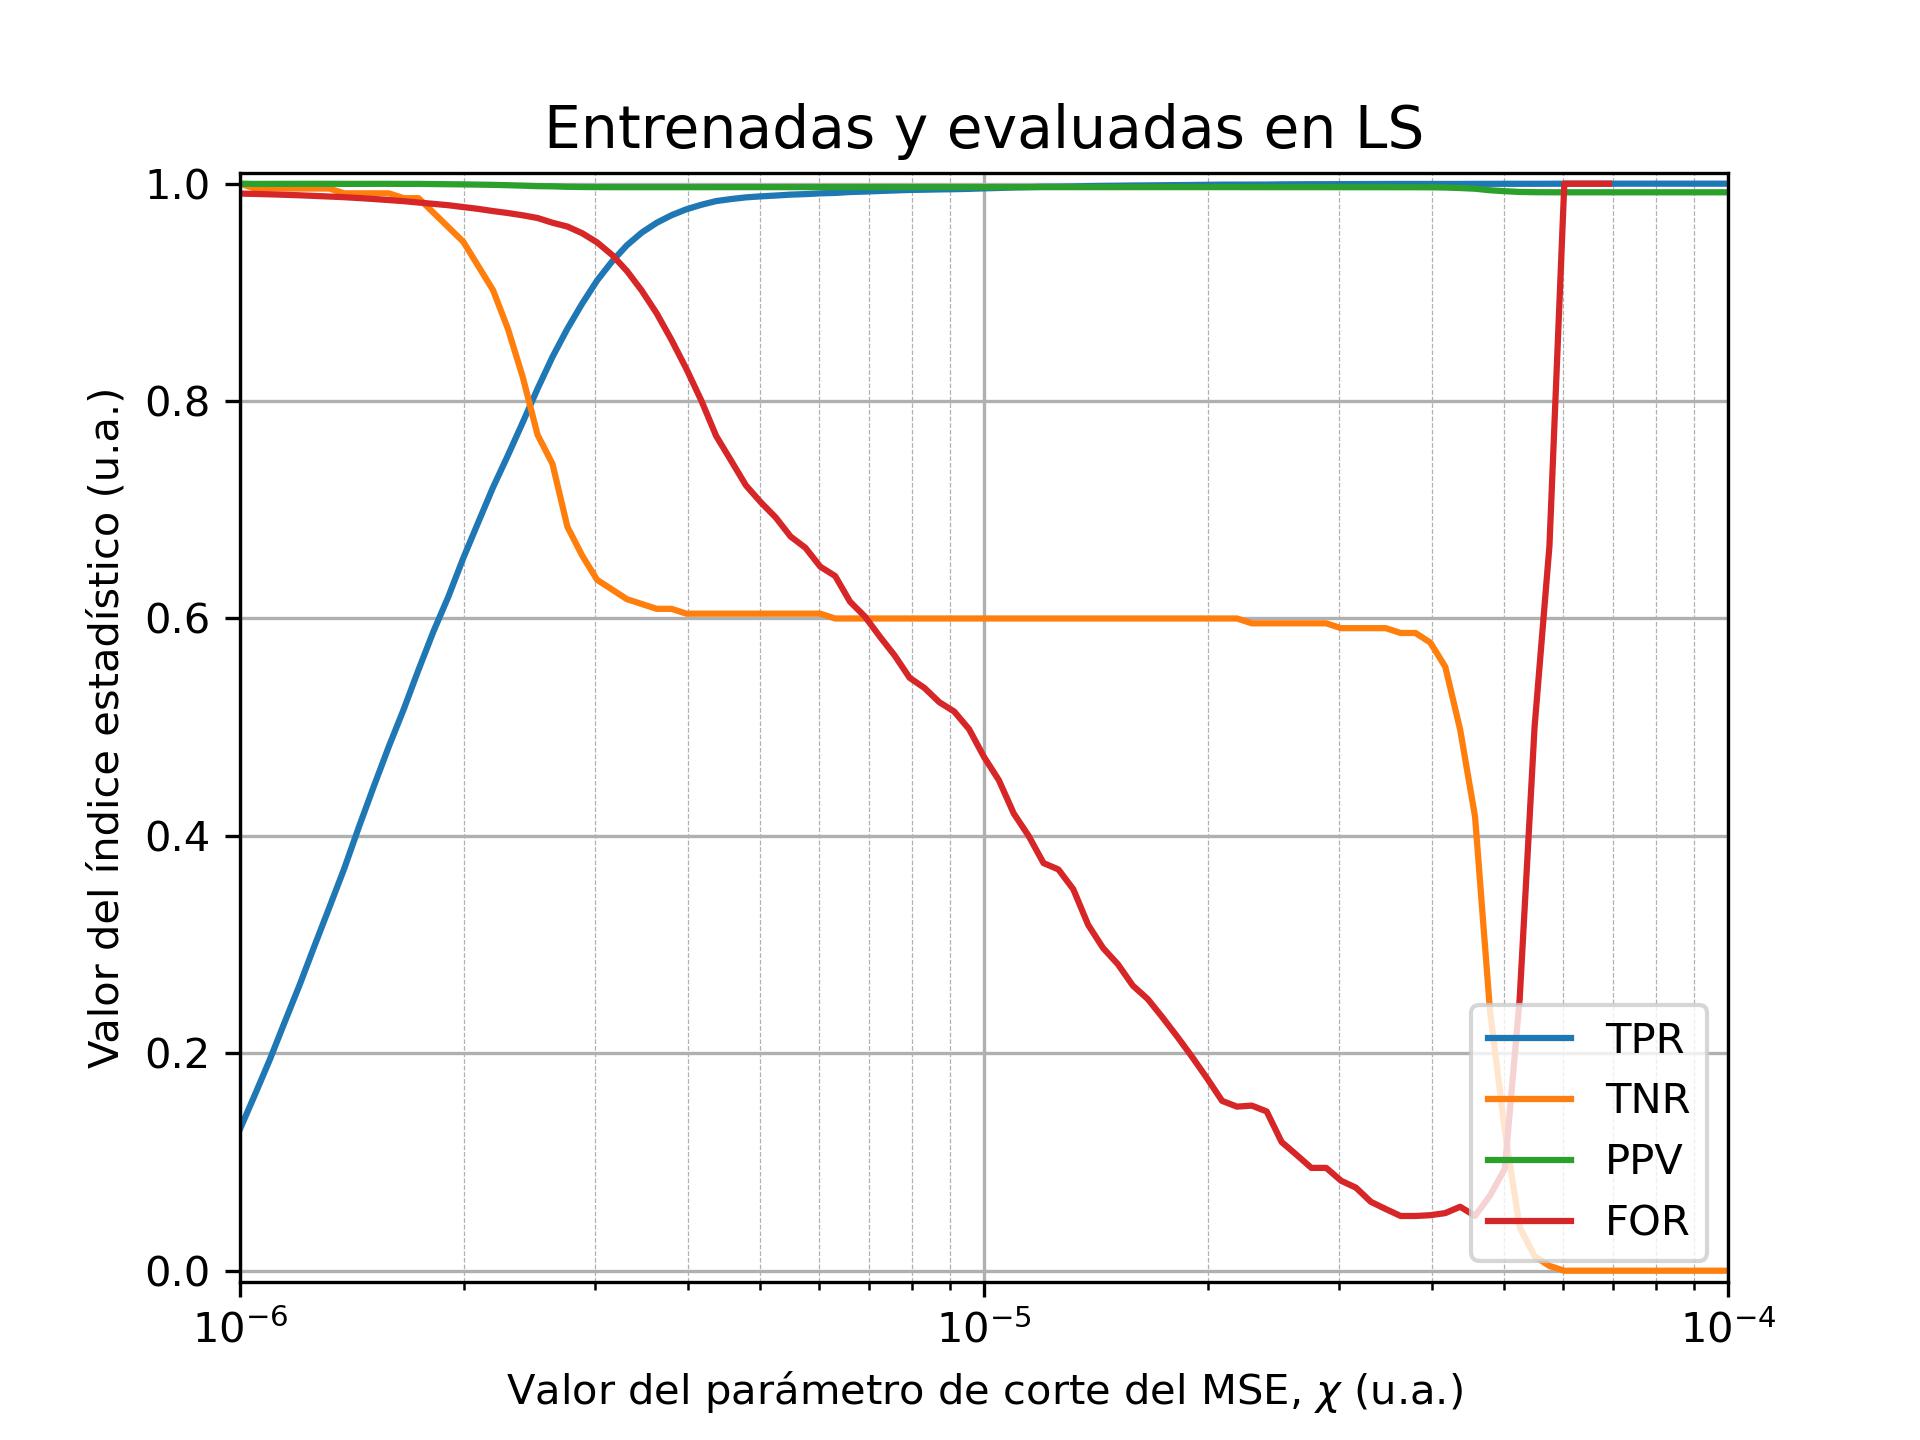 Entrenadas y evaluadas en LS
Valor del índice estadístico (u.a.)
1.0
0.8
0.6
0.4
0.2
0.0
TPR
TNR
PPV
FOR
10⁻⁶
10⁻⁵
10⁻⁴
Valor del parámetro de corte del MSE, χ (u.a.)